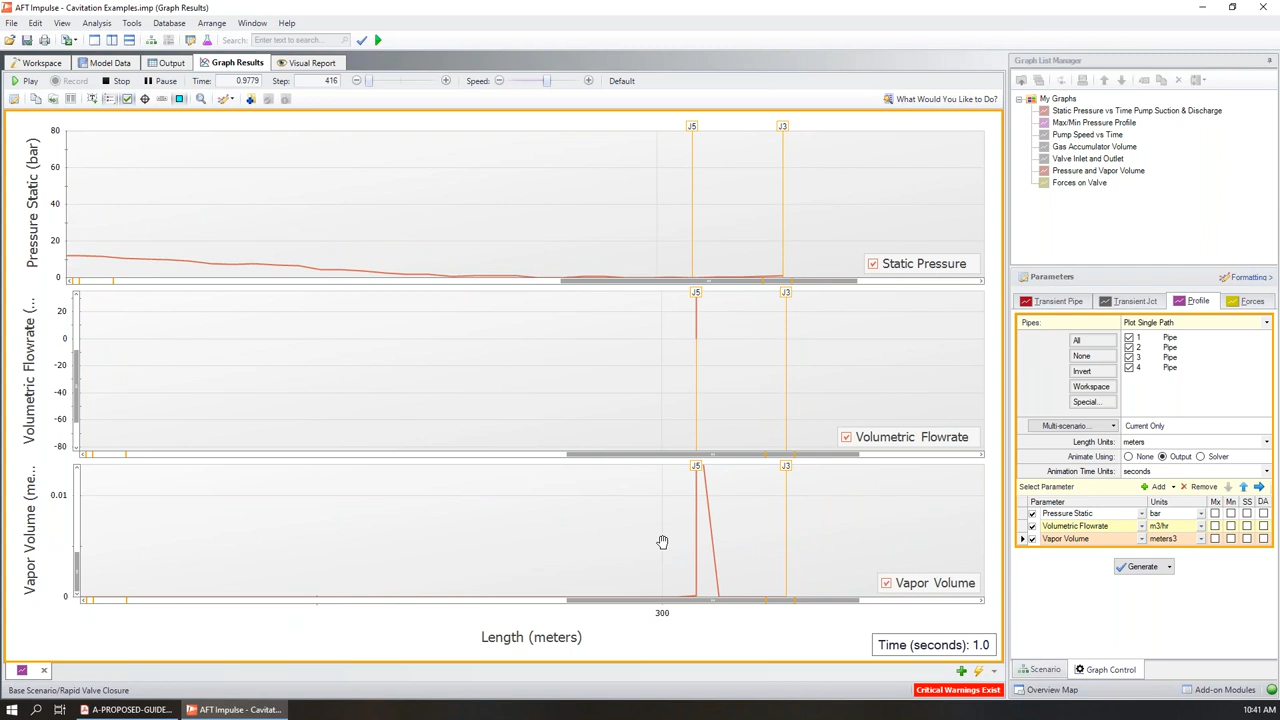 AFT Impulse - Cavitation Examples.imp (Graph Results)
File Edit View Analysis Tools Database Arrange Window Help
Search: Enter text to search...
Workspace Model Data Output Graph Results Visual Report
Play Record Stop Pause Time: 0.9779 Step: 416 Speed: Default
What Would You Like to Do?
Pressure Static (bar)
80
60
40
20
0
J5 J3
Static Pressure
Volumetric Flowrate (...
20
0
-20
-40
-60
-80
J5 J3
Volumetric Flowrate
Vapor Volume (me...
0.01
0
J5 J3
Vapor Volume
300
Length (meters)
Time (seconds): 1.0
Graph List Manager
My Graphs
Static Pressure vs Time Pump Suction & Discharge
Max/Min Pressure Profile
Pump Speed vs Time
Gas Accumulator Volume
Valve Inlet and Outlet
Pressure and Vapor Volume
Forces on Valve
Parameters Formatting >
Transient Pipe Transient Jct Profile Forces
Pipes: Plot Single Path
All
None
Invert
Workspace
Special...
1 Pipe
2 Pipe
3 Pipe
4 Pipe
Multi-scenario... Current Only
Length Units: meters
Animate Using: None Output Solver
Animation Time Units: seconds
Select Parameter Add Remove
Parameter Units Mx Mn SS DA
Pressure Static bar
Volumetric Flowrate m3/hr
Vapor Volume meters3
Generate
Scenario Graph Control
Base Scenario/Rapid Valve Closure
Critical Warnings Exist
Overview Map Add-on Modules
A-PROPOSED-GUIDE... AFT Impulse - Cavitat...
10:41 AM